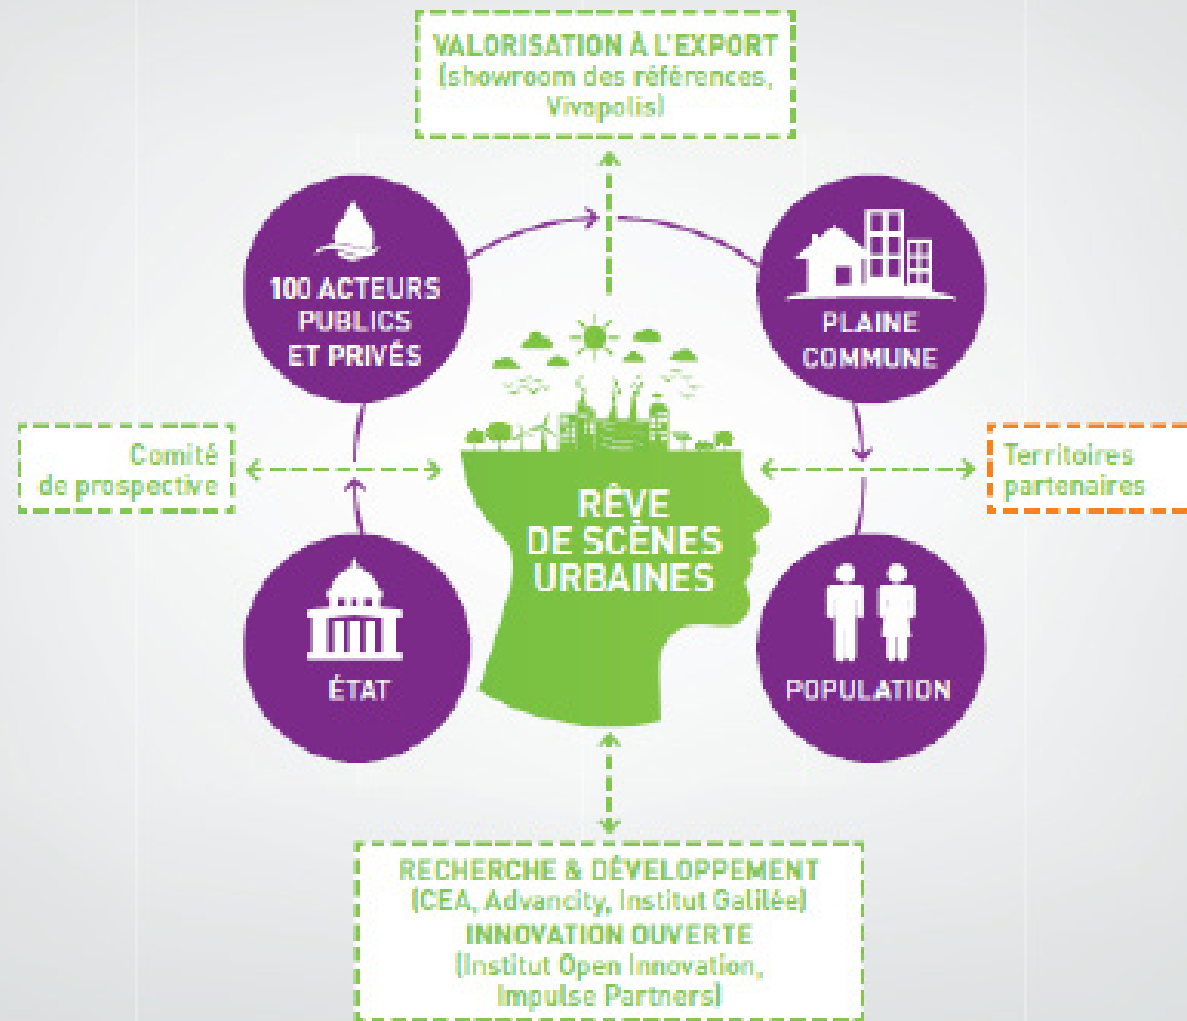 VALORISATION À L'EXPORT
(showroom des références,
Vivapolis)
100 ACTEURS
PUBLICS
ET PRIVÉS
PLAINE
COMMUNE
Comité
de prospective
RÊVE
DE SCÈNES
URBAINES
Territoires
partenaires
ÉTAT
POPULATION
RECHERCHE & DÉVELOPPEMENT
(CEA, Advancity, Institut Galilée)
INNOVATION OUVERTE
(Institut Open Innovation,
Impulse Partners)